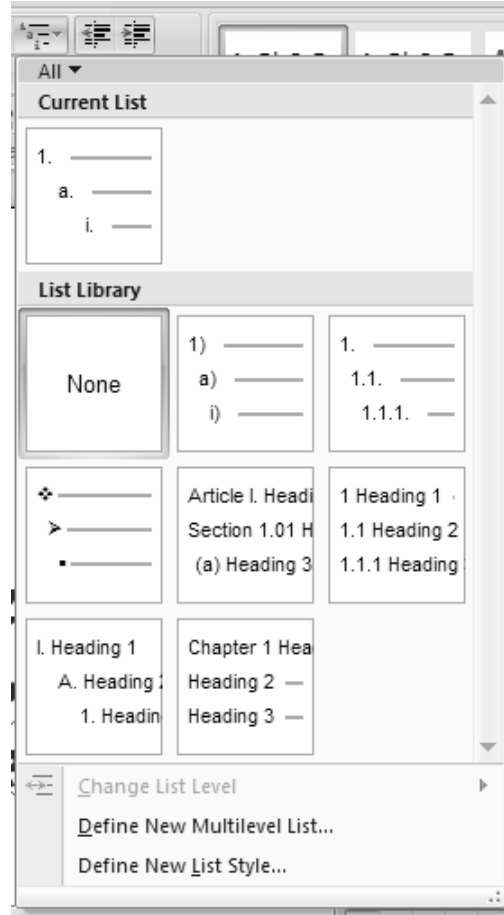 All
Current List
1.
a.
i.
List Library
None
1)
a)
i)
1.
1.1.
1.1.1.
Article I. Headi
Section 1.01 H
(a) Heading 3
1 Heading 1
1.1 Heading 2
1.1.1 Heading
I. Heading 1
A. Heading 2
1. Headin
Chapter 1 Hea
Heading 2
Heading 3
Change List Level
Define New Multilevel List...
Define New List Style...